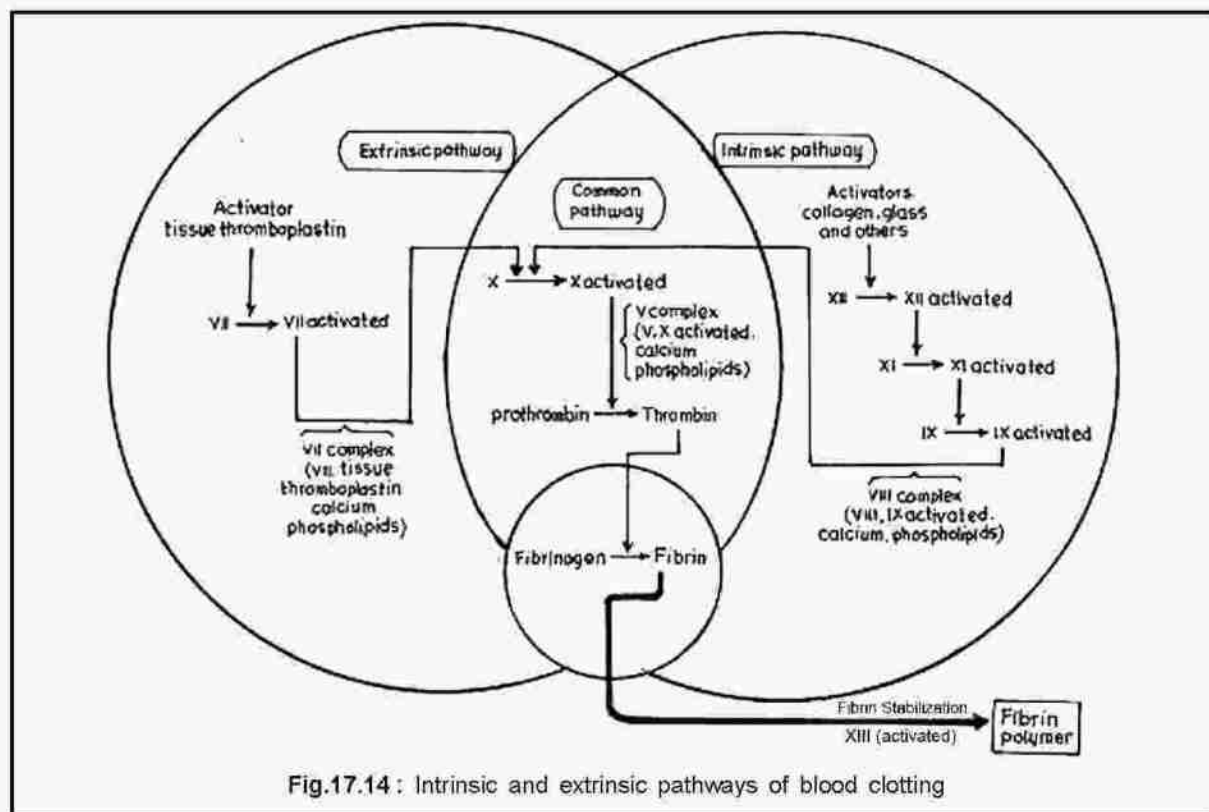 Extrinsic pathway
Intrinsic pathway
Common
pathway
Activator
tissue thromboplastin
Activators
collagen, glass
and others
X
X activated
XII
XII activated
VII
VII activated
V complex
(V, X activated,
calcium
phospholipids)
XI
XI activated
prothrombin
Thrombin
IX
IX activated
VII complex
(VII, tissue
thromboplastin
calcium
phospholipids)
VIII complex
(VIII, IX activated,
calcium, phospholipids)
Fibrinogen
Fibrin
Fibrin Stabilization
XIII (activated)
Fibrin
polymer
Fig.17.14 : Intrinsic and extrinsic pathways of blood clotting